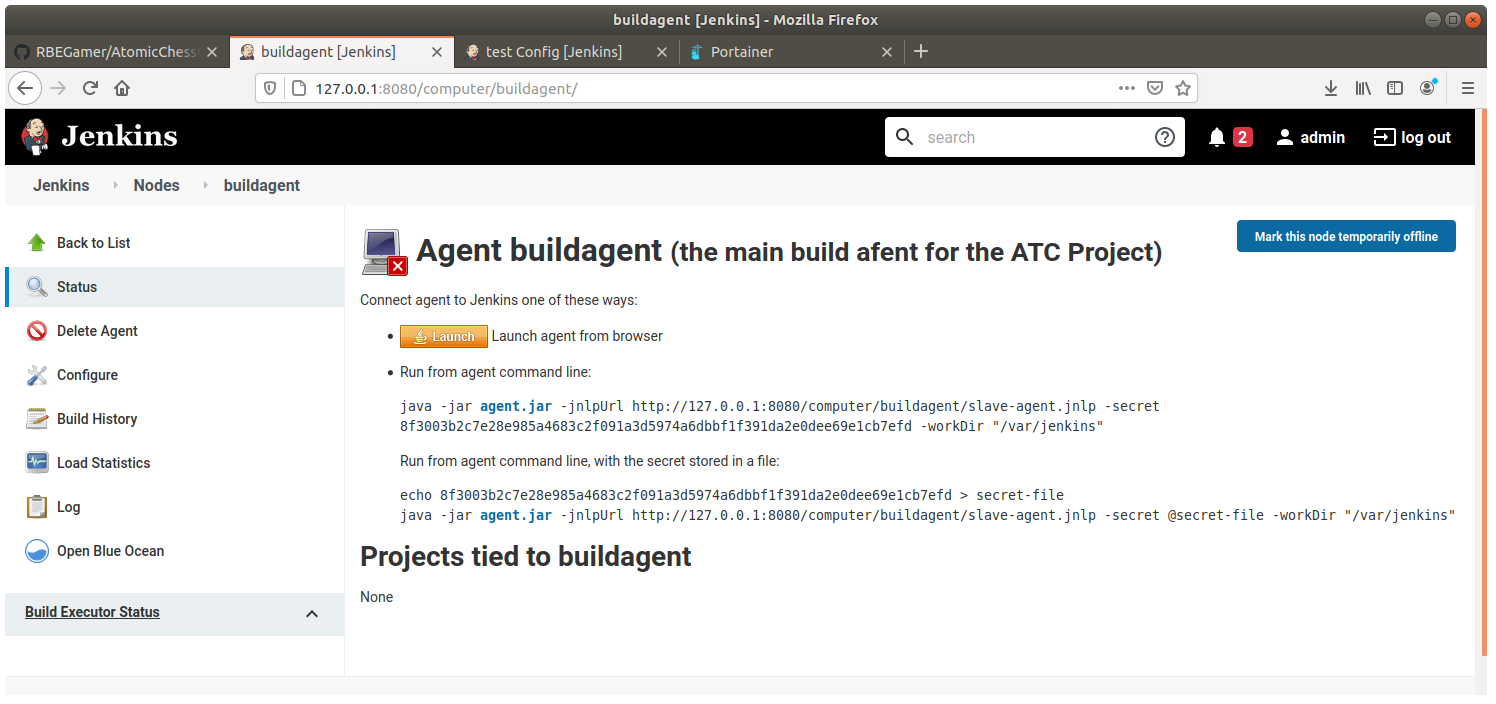 buildagent [Jenkins] - Mozilla Firefox
RBEGamer/AtomicChess
buildagent [Jenkins]
test Config [Jenkins]
Portainer
127.0.0.1:8080/computer/buildagent/
Jenkins
search
2
admin
log out
Jenkins
Nodes
buildagent
Back to List
Status
Delete Agent
Configure
Build History
Load Statistics
Log
Open Blue Ocean
Build Executor Status
Agent buildagent (the main build afent for the ATC Project)
Mark this node temporarily offline
Connect agent to Jenkins one of these ways:
Launch Launch agent from browser
Run from agent command line:
java -jar agent.jar -jnlpUrl http://127.0.0.1:8080/computer/buildagent/slave-agent.jnlp -secret
8f3003b2c7e28e985a4683c2f091a3d5974a6dbbf1f391da2e0dee69e1cb7efd -workDir "/var/jenkins"
Run from agent command line, with the secret stored in a file:
echo 8f3003b2c7e28e985a4683c2f091a3d5974a6dbbf1f391da2e0dee69e1cb7efd > secret-file
java -jar agent.jar -jnlpUrl http://127.0.0.1:8080/computer/buildagent/slave-agent.jnlp -secret @secret-file -workDir "/var/jenkins"
Projects tied to buildagent
None